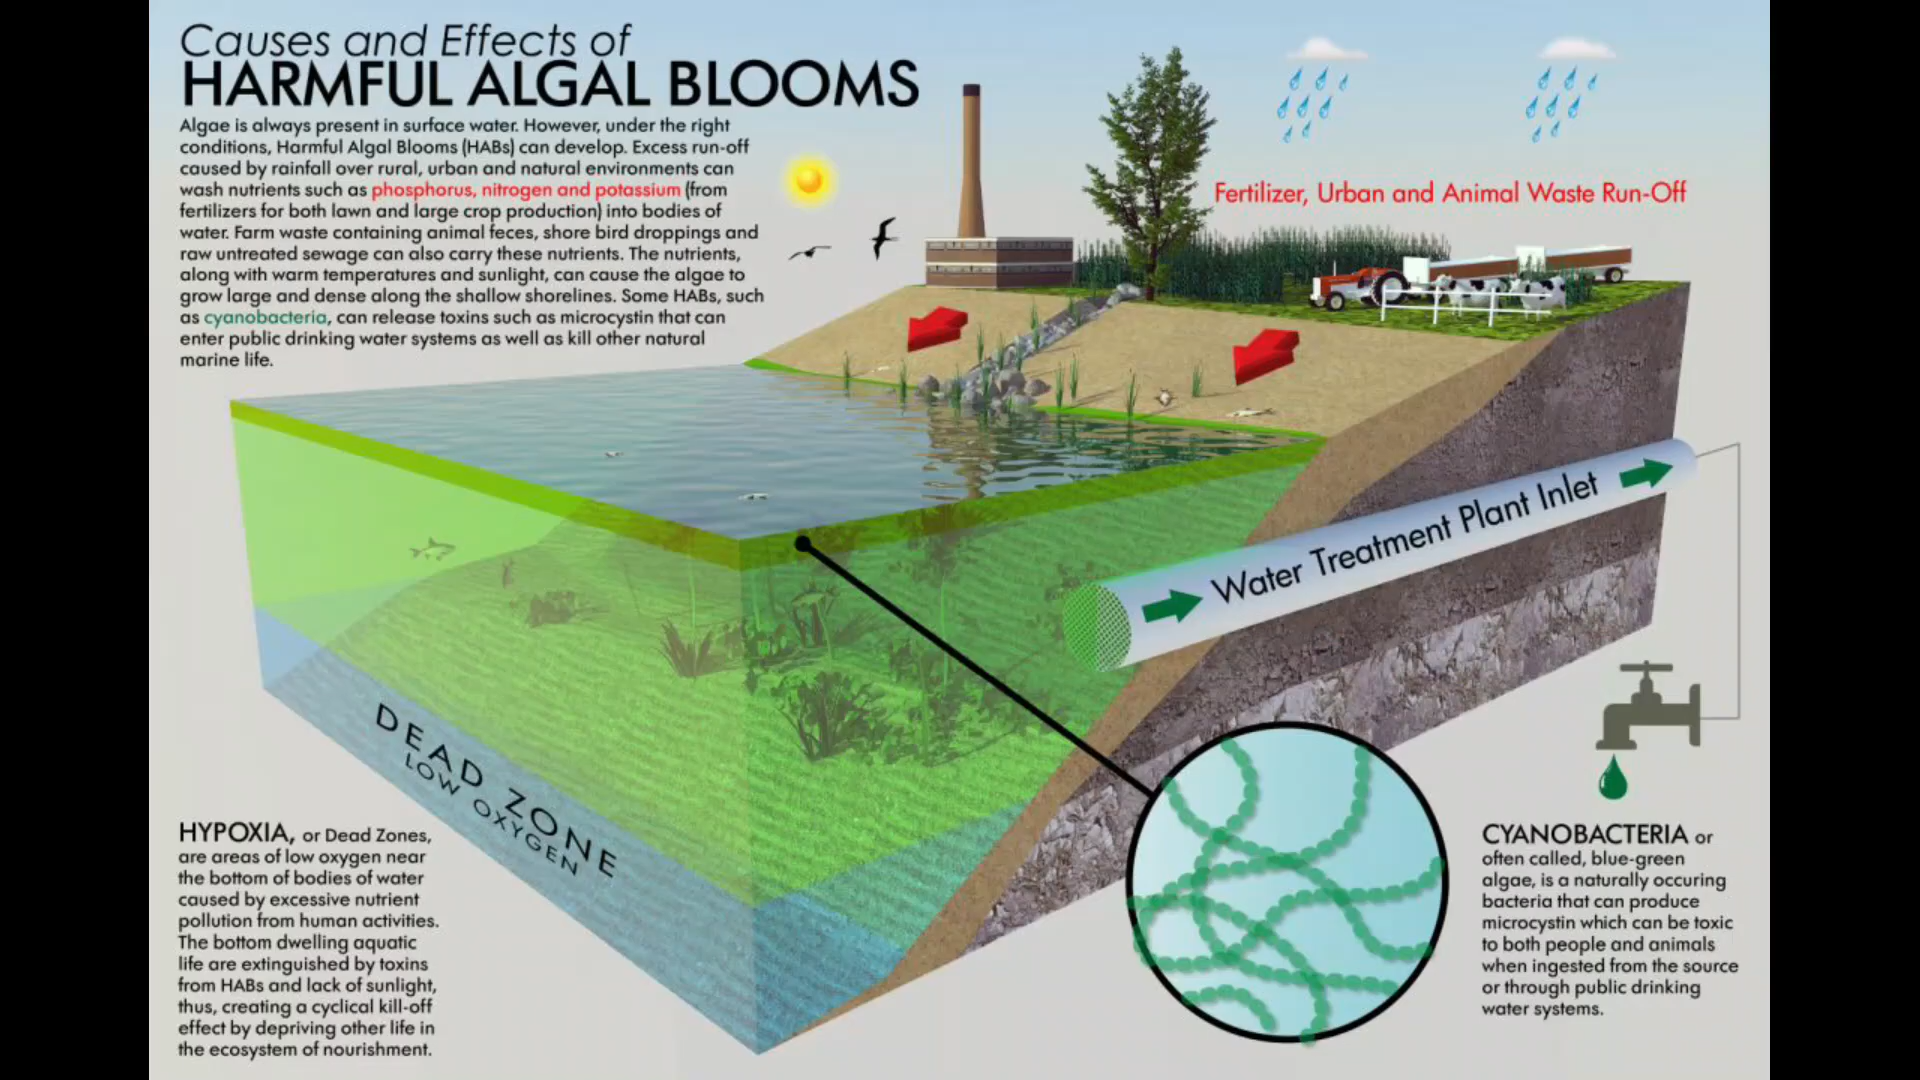 Causes and Effects of
HARMFUL ALGAL BLOOMS
Algae is always present in surface water. However, under the right
conditions, Harmful Algal Blooms (HABs) can develop. Excess run-off
caused by rainfall over rural, urban and natural environments can
wash nutrients such as phosphorus, nitrogen and potassium (from
fertilizers for both lawn and large crop production) into bodies of
water. Farm waste containing animal feces, shore bird droppings and
raw untreated sewage can also carry these nutrients. The nutrients,
along with warm temperatures and sunlight, can cause the algae to
grow large and dense along the shallow shorelines. Some HABs, such
as cyanobacteria, can release toxins such as microcystin that can
enter public drinking water systems as well as kill other natural
marine life.
Fertilizer, Urban and Animal Waste Run-Off
Water Treatment Plant Inlet
DEAD ZONE
LOW OXYGEN
HYPOXIA, or Dead Zones,
are areas of low oxygen near
the bottom of bodies of water
caused by excessive nutrient
pollution from human activities.
The bottom dwelling aquatic
life are extinguished by toxins
from HABs and lack of sunlight,
thus, creating a cyclical kill-off
effect by depriving other life in
the ecosystem of nourishment.
CYANOBACTERIA or
often called, blue-green
algae, is a naturally occuring
bacteria that can produce
microcystin which can be toxic
to both people and animals
when ingested from the source
or through public drinking
water systems.